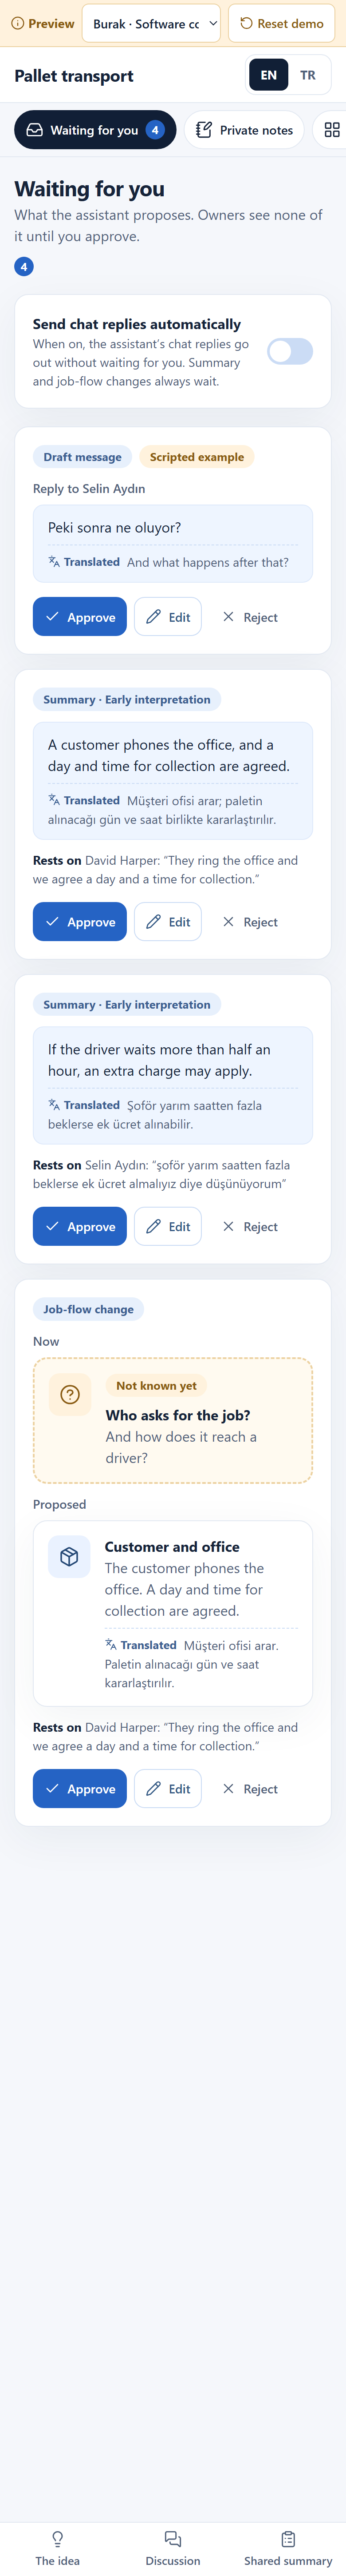 Preview
Burak · Software cc
Reset demo
Pallet transport
EN
TR
Waiting for you 4
Private notes
Waiting for you
What the assistant proposes. Owners see none of
it until you approve.
4
Send chat replies automatically
When on, the assistant's chat replies go
out without waiting for you. Summary
and job-flow changes always wait.
Draft message
Scripted example
Reply to Selin Aydın
Peki sonra ne oluyor?
Translated And what happens after that?
Approve
Edit
Reject
Summary · Early interpretation
A customer phones the office, and a
day and time for collection are agreed.
Translated Müşteri ofisi arar; paletin
alınacağı gün ve saat birlikte kararlaştırılır.
Rests on David Harper: “They ring the office and
we agree a day and a time for collection.”
Approve
Edit
Reject
Summary · Early interpretation
If the driver waits more than half an
hour, an extra charge may apply.
Translated Şoför yarım saatten fazla
beklerse ek ücret alınabilir.
Rests on Selin Aydın: “şoför yarım saatten fazla
beklerse ek ücret almalıyız diye düşünüyorum”
Approve
Edit
Reject
Job-flow change
Now
Not known yet
Who asks for the job?
And how does it reach a
driver?
Proposed
Customer and office
The customer phones the
office. A day and time for
collection are agreed.
Translated Müşteri ofisi arar.
Paletin alınacağı gün ve saat
kararlaştırılır.
Rests on David Harper: “They ring the office and
we agree a day and a time for collection.”
Approve
Edit
Reject
The idea
Discussion
Shared summary